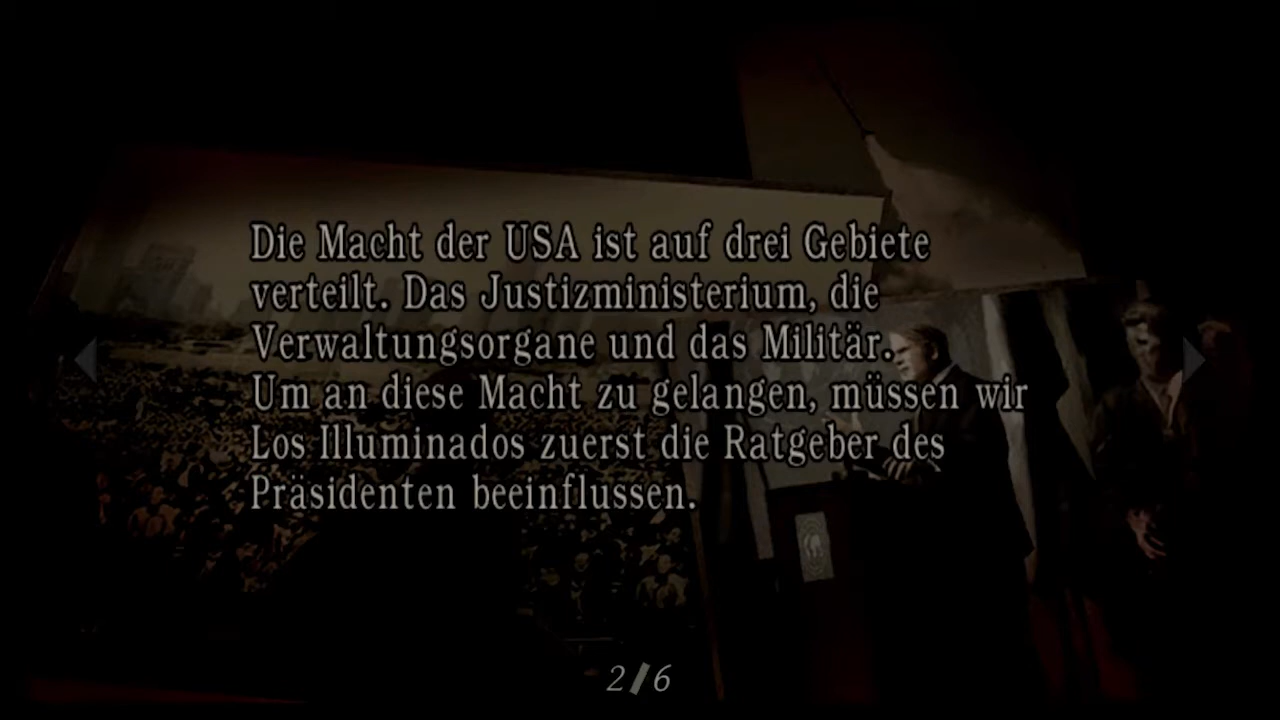 Die Macht der USA ist auf drei Gebiete
verteilt. Das Justizministerium, die
Verwaltungsorgane und das Militär.
Um an diese Macht zu gelangen, müssen wir
Los Illuminados zuerst die Ratgeber des
Präsidenten beeinflussen.
2/6